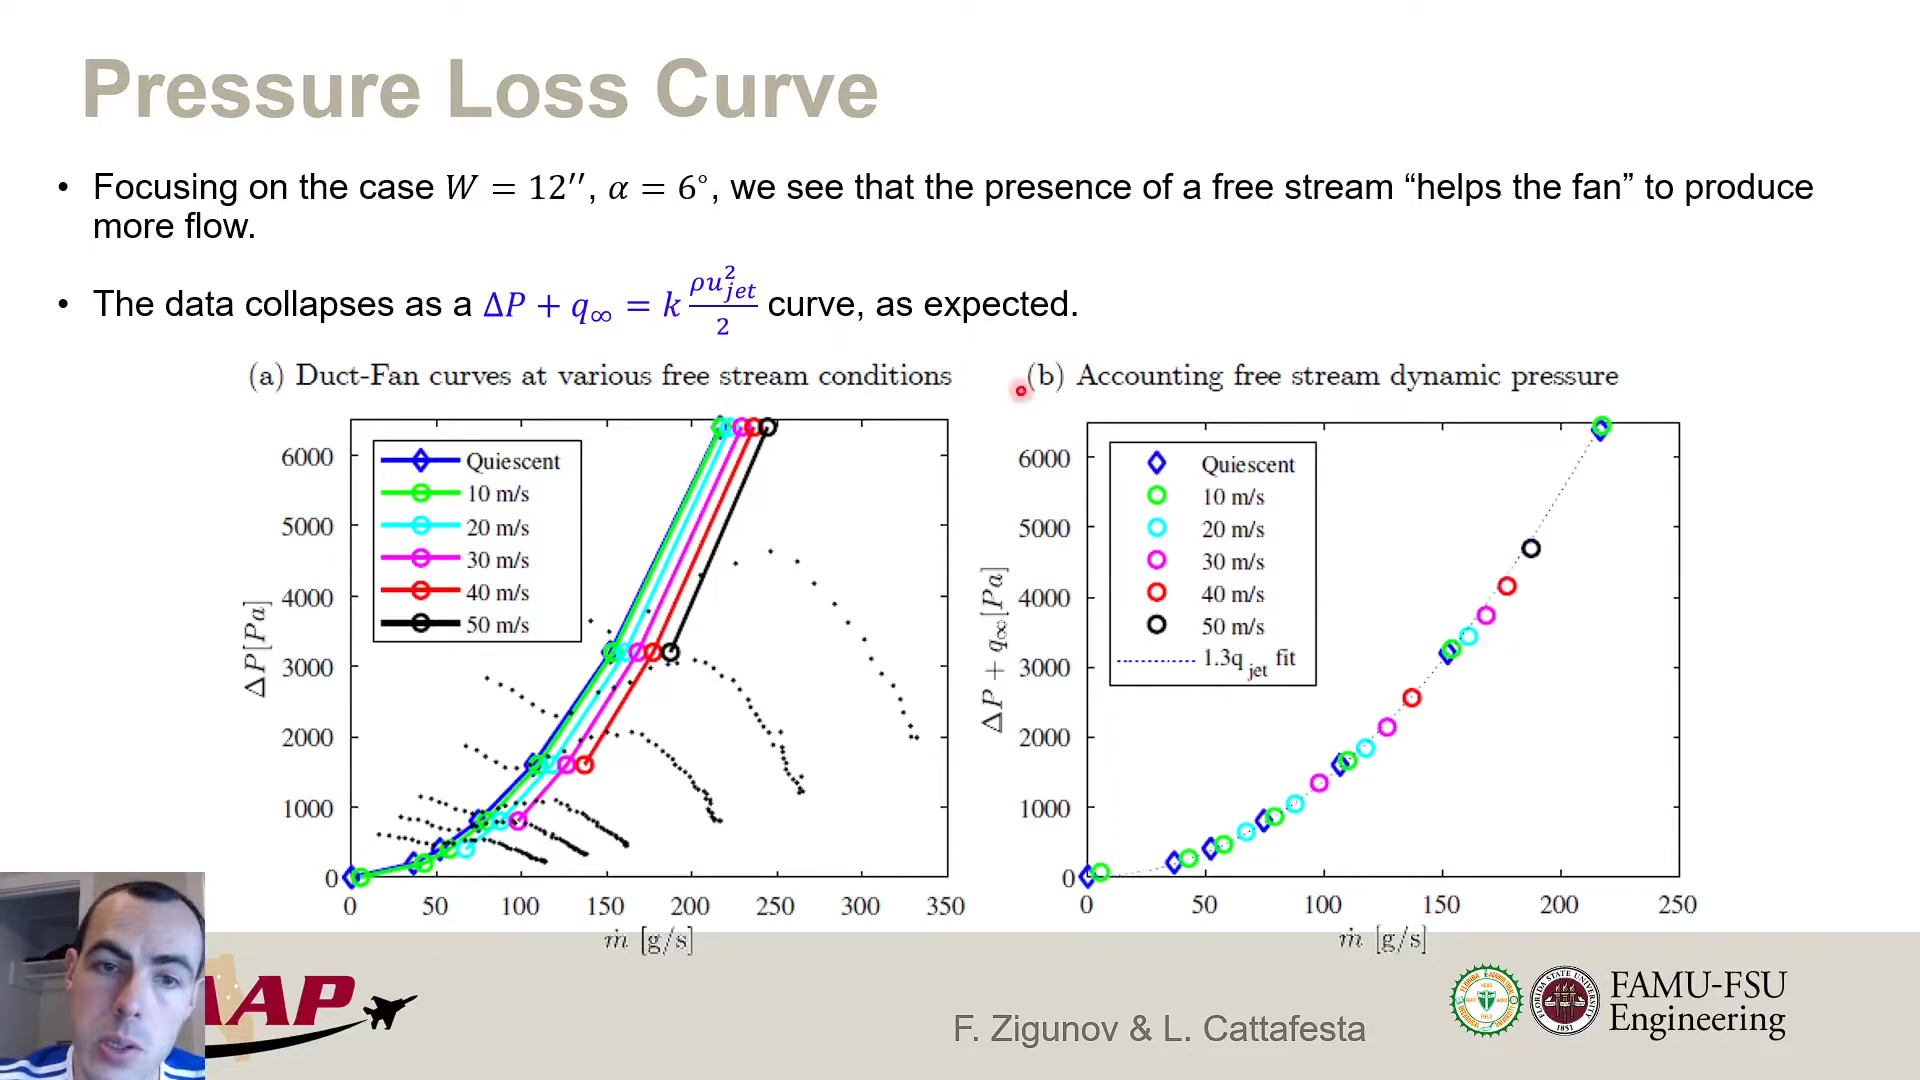 Pressure Loss Curve
• Focusing on the case W = 12′′, α = 6°, we see that the presence of a free stream “helps the fan” to produce
more flow.
• The data collapses as a ΔP + q∞ = k ρu²jet/2 curve, as expected.
(a) Duct-Fan curves at various free stream conditions
ΔP[Pa]
6000
5000
4000
3000
2000
1000
0
Quiescent
10 m/s
20 m/s
30 m/s
40 m/s
50 m/s
0 50 100 150 200 250 300 350
ṁ [g/s]
(b) Accounting free stream dynamic pressure
ΔP + q∞[Pa]
6000
5000
4000
3000
2000
1000
0
Quiescent
10 m/s
20 m/s
30 m/s
40 m/s
50 m/s
1.3q jet fit
0 50 100 150 200 250
ṁ [g/s]
AAP
F. Zigunov & L. Cattafesta
FAMU-FSU
Engineering